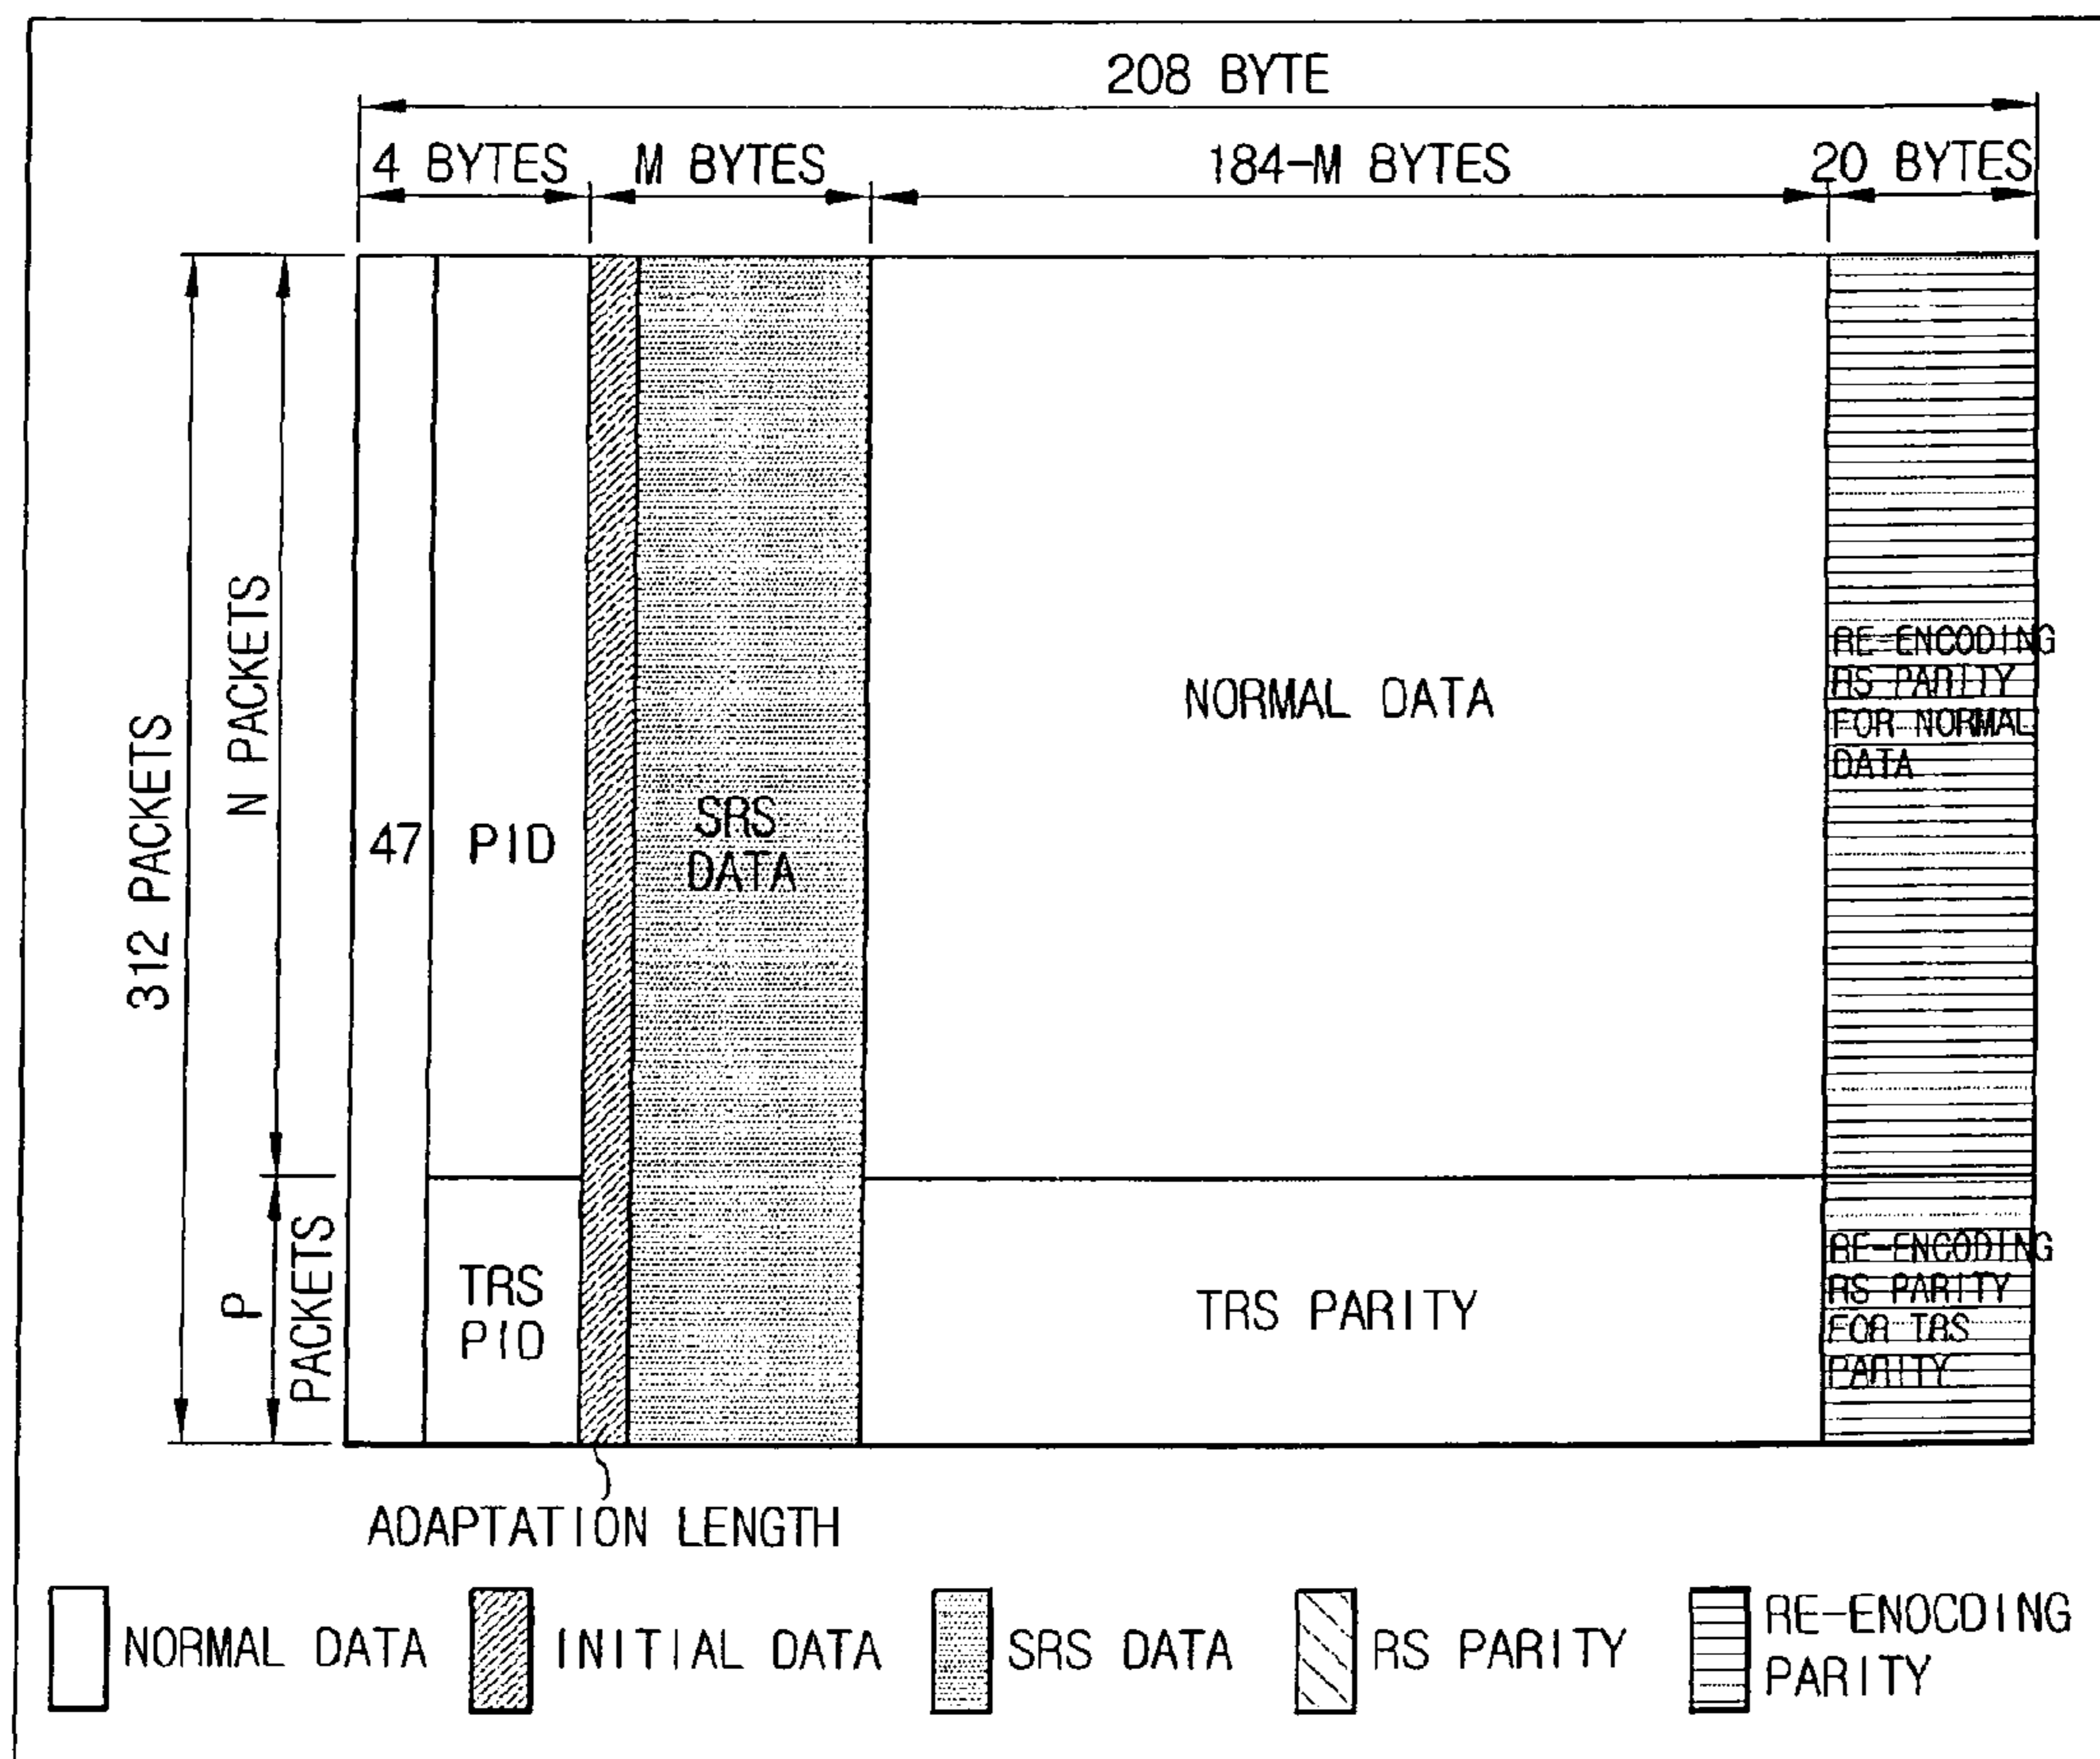 208 BYTE
4 BYTES
M BYTES
184-M BYTES
20 BYTES
312 PACKETS
N PACKETS
47
PID
SRS
DATA
NORMAL DATA
RE-ENCODING
RS PARITY
FOR NORMAL
DATA
P
PACKETS
TRS
PID
TRS PARITY
RE-ENCODING
RS PARITY
FOR TRS
PARITY
ADAPTATION LENGTH
NORMAL DATA
INITIAL DATA
SRS DATA
RS PARITY
RE-ENOCDING
PARITY